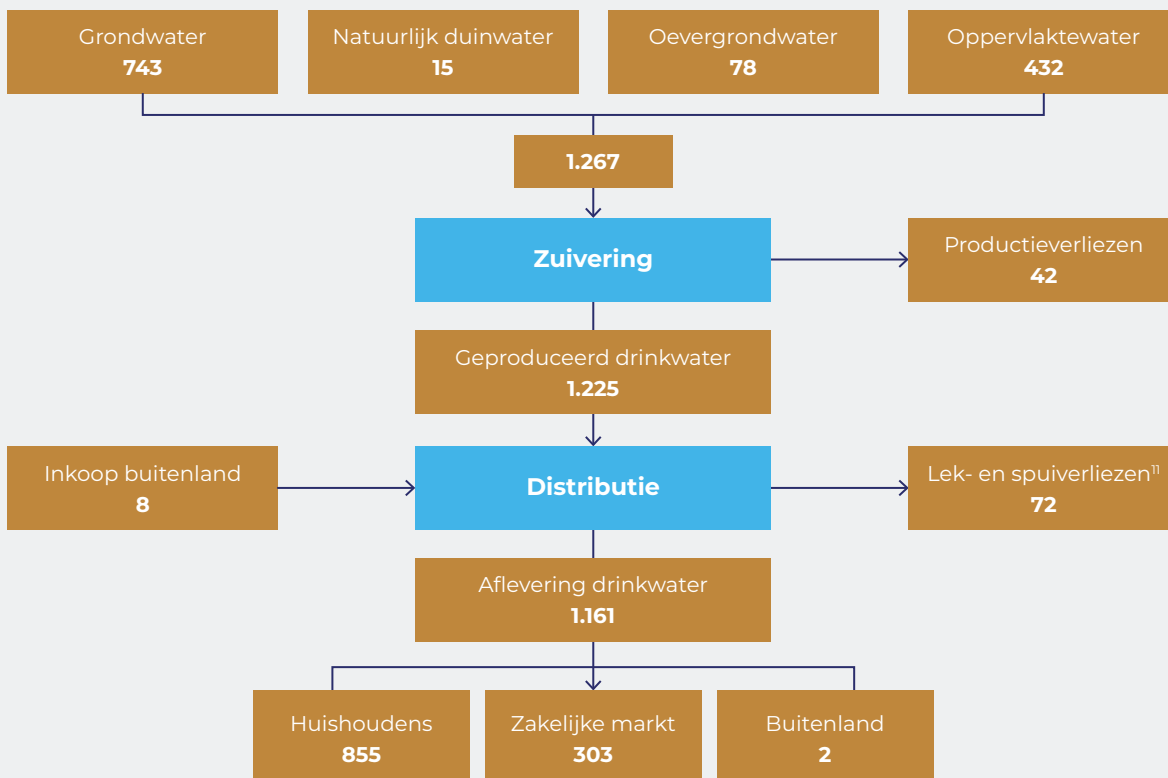 Grondwater
743
Natuurlijk duinwater
15
Oevergrondwater
78
Oppervlaktewater
432
1.267
Zuivering
Productieverliezen
42
Geproduceerd drinkwater
1.225
Inkoop buitenland
8
Distributie
Lek- en spuiverliezen¹¹
72
Aflevering drinkwater
1.161
Huishoudens
855
Zakelijke markt
303
Buitenland
2